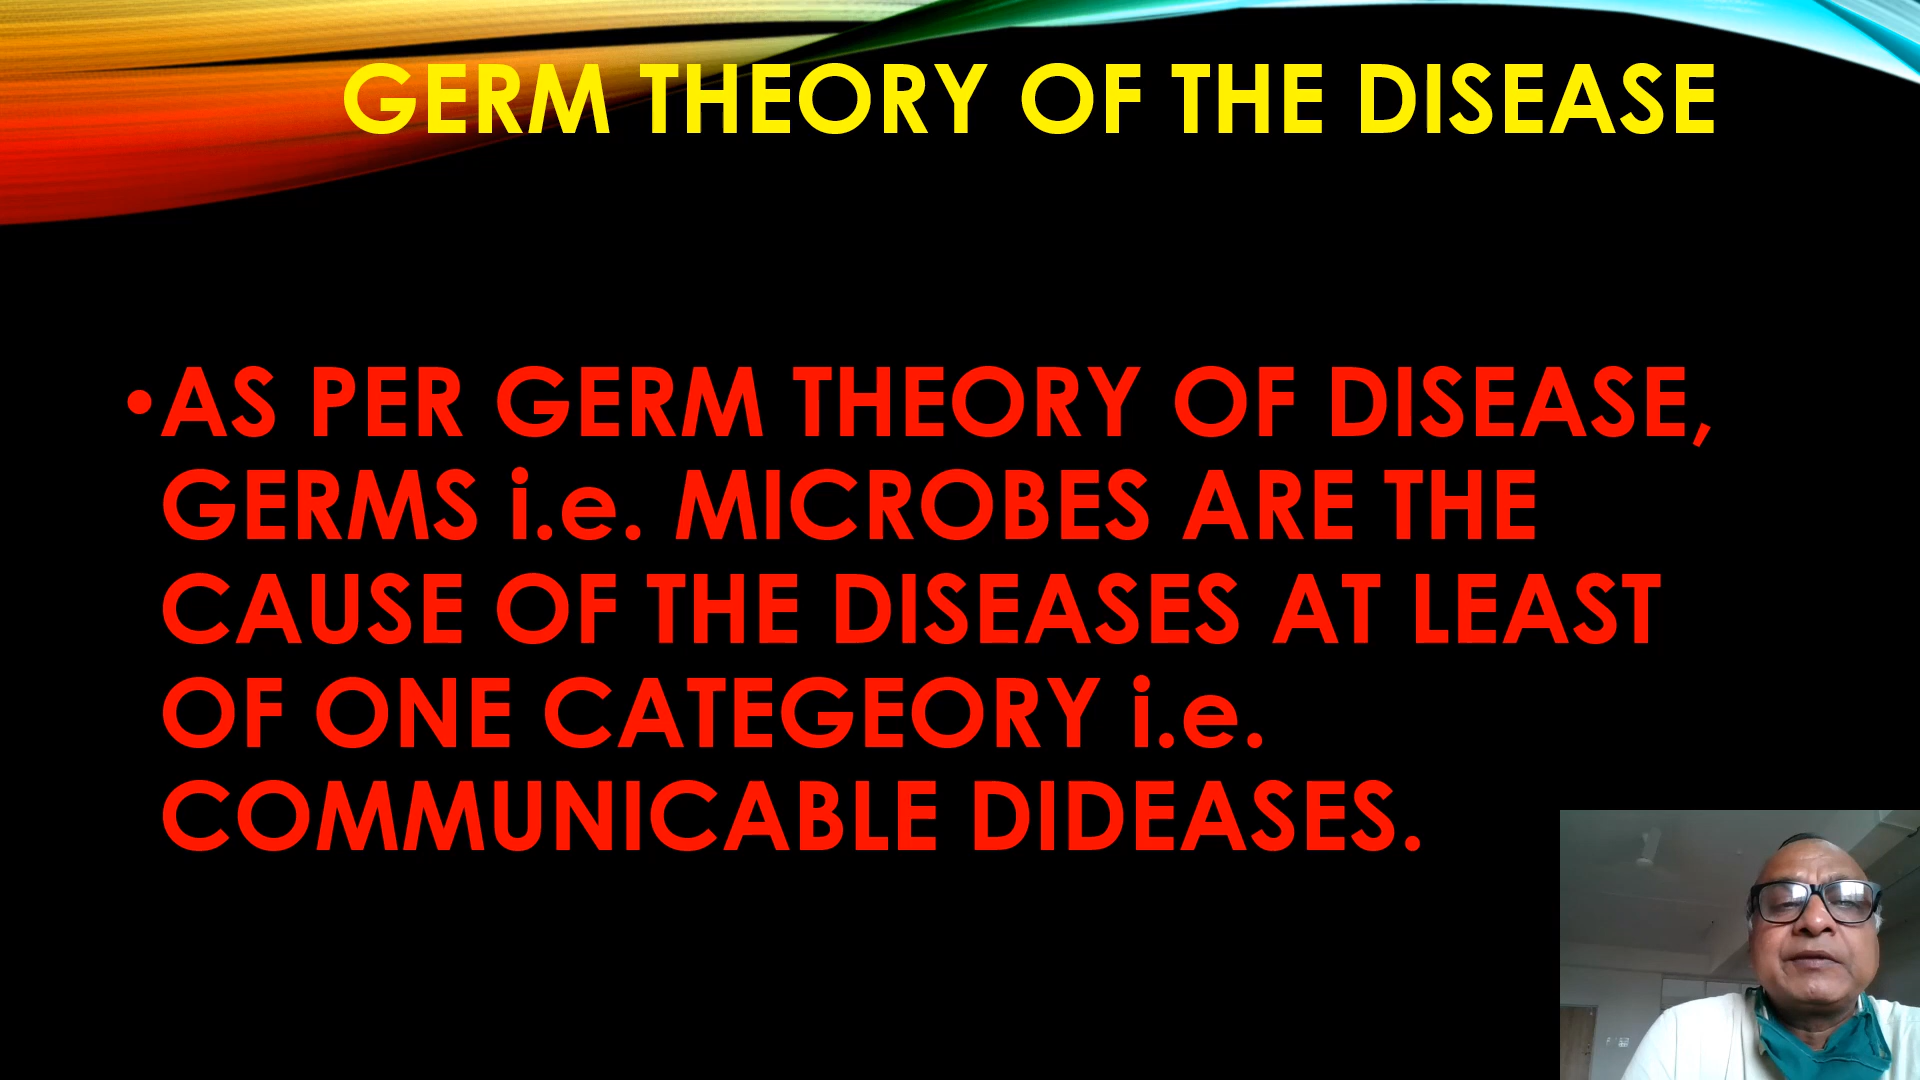 GERM THEORY OF THE DISEASE
•AS PER GERM THEORY OF DISEASE,
GERMS i.e. MICROBES ARE THE
CAUSE OF THE DISEASES AT LEAST
OF ONE CATEGEORY i.e.
COMMUNICABLE DIDEASES.